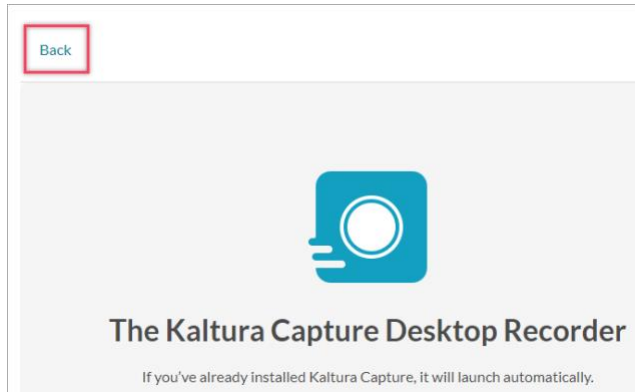 Back
The Kaltura Capture Desktop Recorder
If you've already installed Kaltura Capture, it will launch automatically.